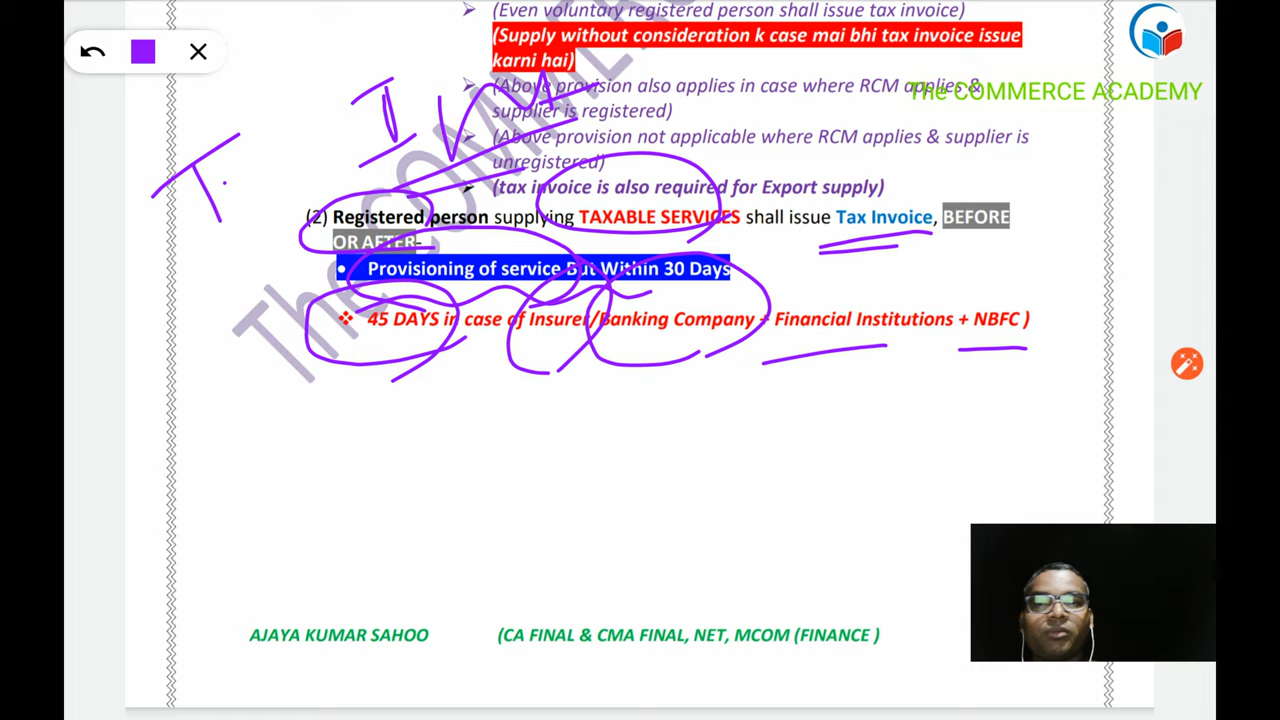 (Even voluntary registered person shall issue tax invoice)
(Supply without consideration k case mai bhi tax invoice issue
karni hai)
(Above provision also applies in case where RCM applies &
The COMMERCE ACADEMY
supplier is registered)
(Above provision not applicable where RCM applies & supplier is
unregistered)
(tax invoice is also required for Export supply)
(2) Registered person supplying TAXABLE SERVICES shall issue Tax Invoice, BEFORE
OR AFTER-
Provisioning of service But Within 30 Days
45 DAYS in case of Insurer/Banking Company + Financial Institutions + NBFC )
AJAYA KUMAR SAHOO (CA FINAL & CMA FINAL, NET, MCOM (FINANCE )